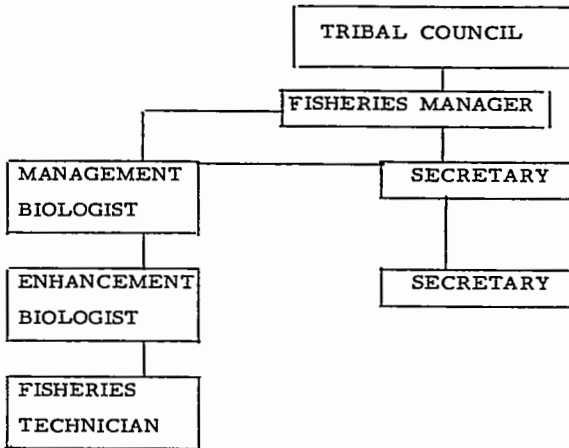 TRIBAL COUNCIL
FISHERIES MANAGER
MANAGEMENT
BIOLOGIST
SECRETARY
ENHANCEMENT
BIOLOGIST
SECRETARY
FISHERIES
TECHNICIAN